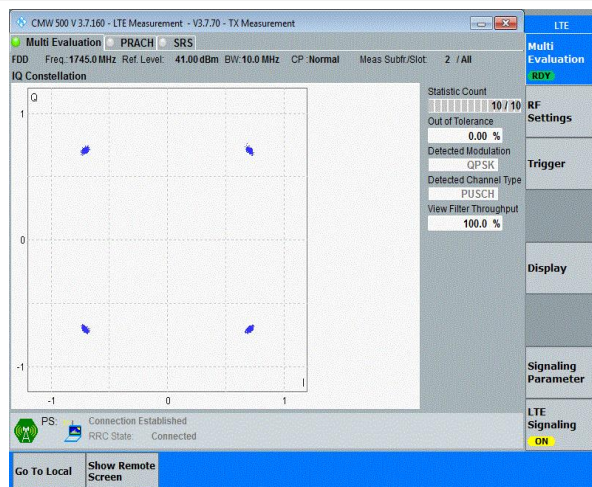 CMW 500 V 3.7.160 - LTE Measurement - V3.7.70 - TX Measurement
LTE
Multi Evaluation PRACH SRS
FDD Freq.: 1745.0 MHz Ref. Level: 41.00 dBm BW: 10.0 MHz CP :Normal Meas Subfr./Slot: 2 / All
IQ Constellation
Q
1
0
-1
-1 0 1
I
Statistic Count
10 / 10
Out of Tolerance
0.00 %
Detected Modulation
QPSK
Detected Channel Type
PUSCH
View Filter Throughput
100.0 %
Multi
Evaluation
RDY
RF
Settings
Trigger
Display
Signaling
Parameter
LTE
Signaling
ON
PS: Connection Established
RRC State: Connected
Go To Local
Show Remote
Screen